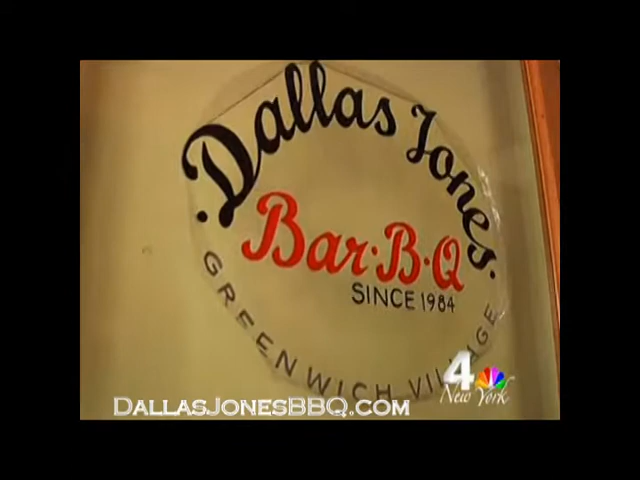 Dallas Jones
Bar·B·Q
SINCE 1984
GREENWICH VILLAGE
4
New York
DALLASJONESBBQ.COM